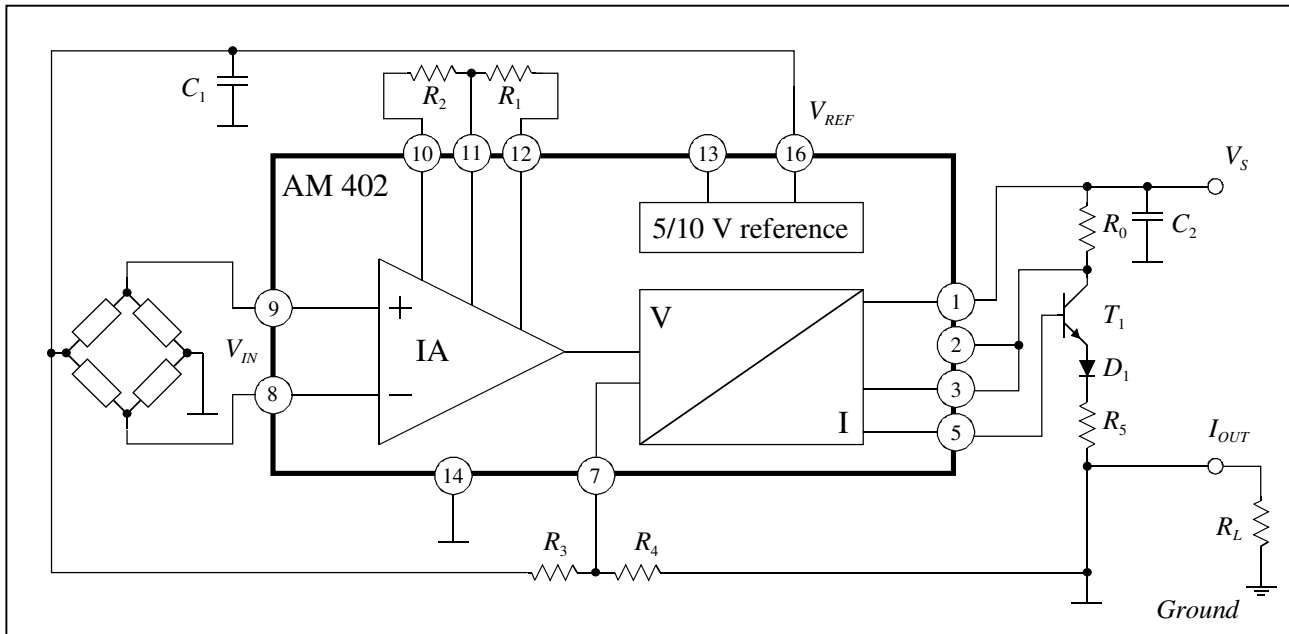 C1
R2
R1
VREF
10
11
12
13
16
AM 402
VS
5/10 V reference
R0
C2
9
+
V
1
T1
VIN
IA
2
D1
8
−
3
I
5
R5
IOUT
14
7
RL
R3
R4
Ground